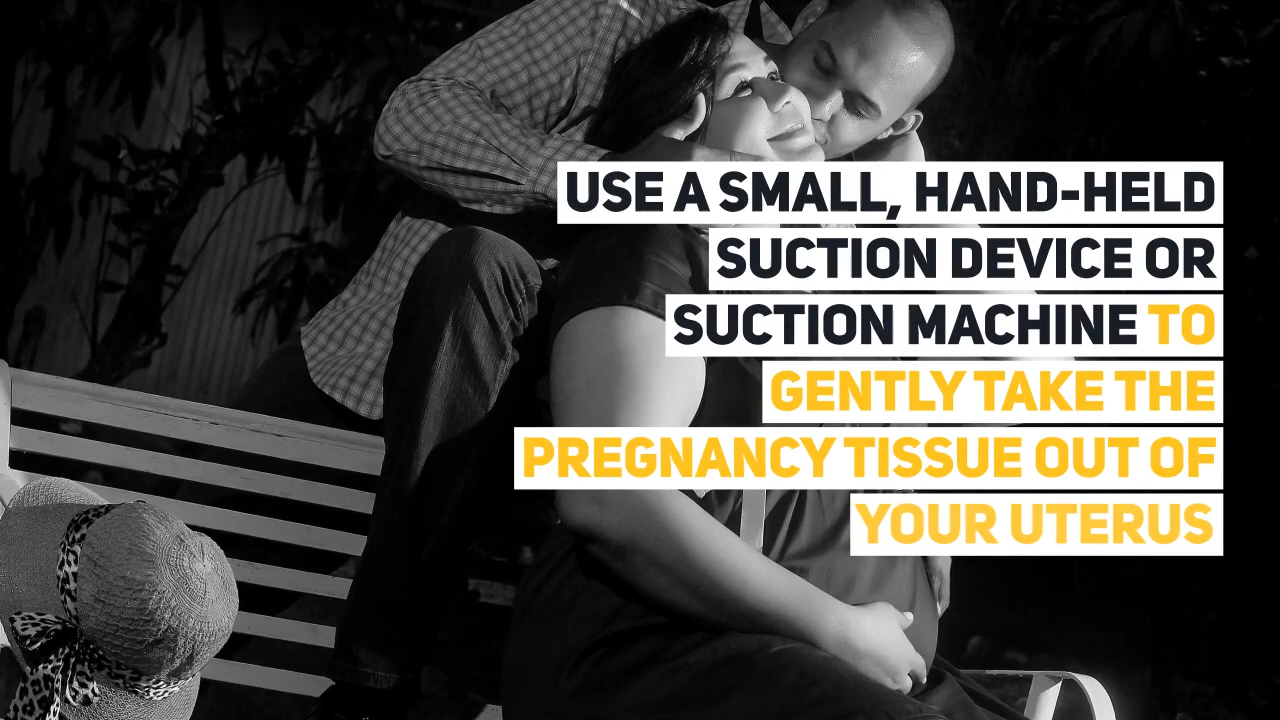 USE A SMALL, HAND-HELD
SUCTION DEVICE OR
SUCTION MACHINE TO
GENTLY TAKE THE
PREGNANCY TISSUE OUT OF
YOUR UTERUS